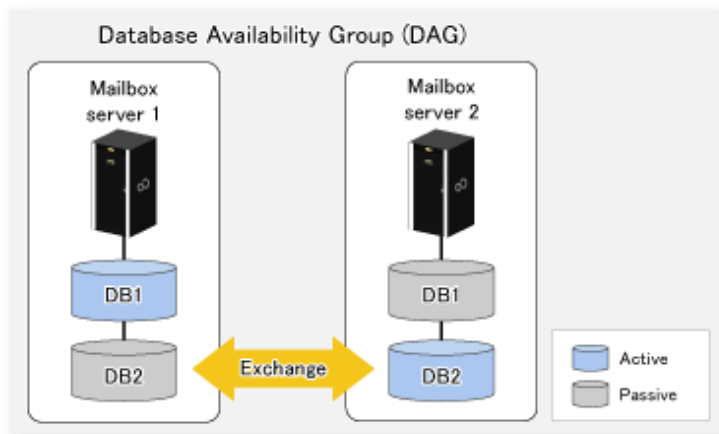 Database Availability Group (DAG)
Mailbox
server 1
DB1
DB2
Mailbox
server 2
DB1
DB2
Exchange
Active
Passive